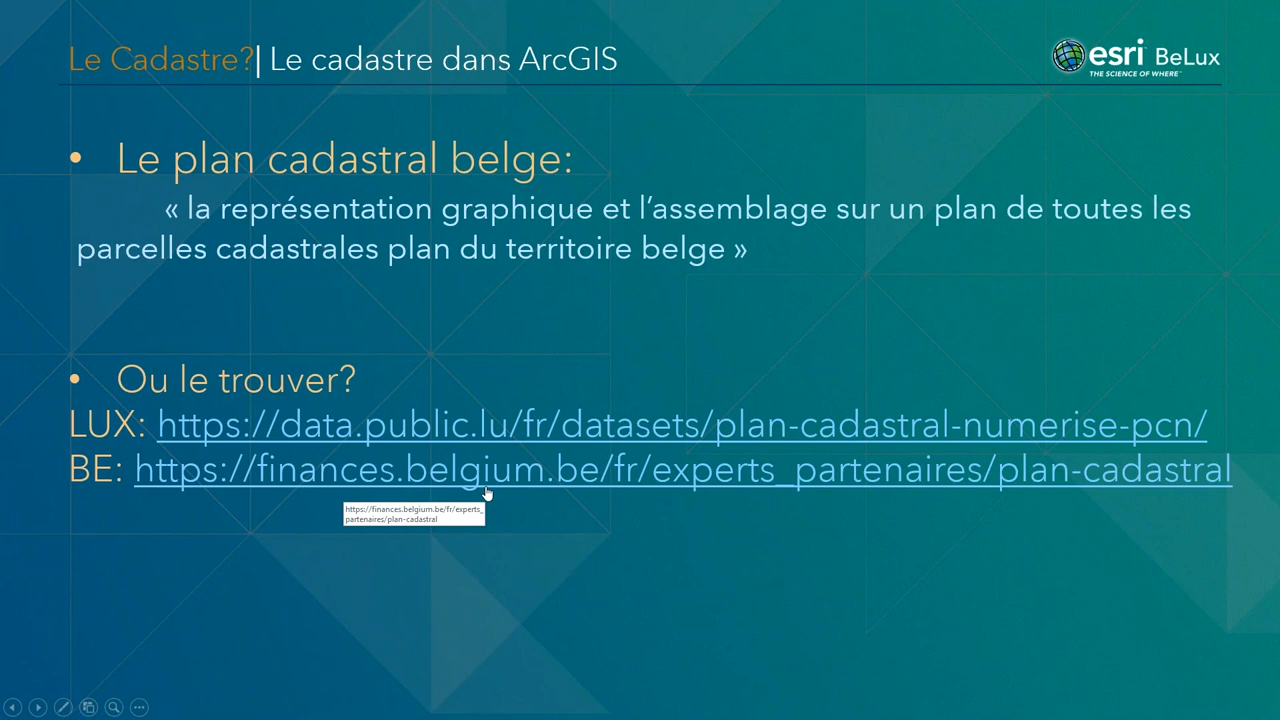 Le Cadastre?| Le cadastre dans ArcGIS
esri BeLux
THE SCIENCE OF WHERE™
• Le plan cadastral belge:
« la représentation graphique et l’assemblage sur un plan de toutes les
parcelles cadastrales plan du territoire belge »
• Ou le trouver?
LUX: https://data.public.lu/fr/datasets/plan-cadastral-numerise-pcn/
BE: https://finances.belgium.be/fr/experts_partenaires/plan-cadastral
https://finances.belgium.be/fr/experts_
partenaires/plan-cadastral